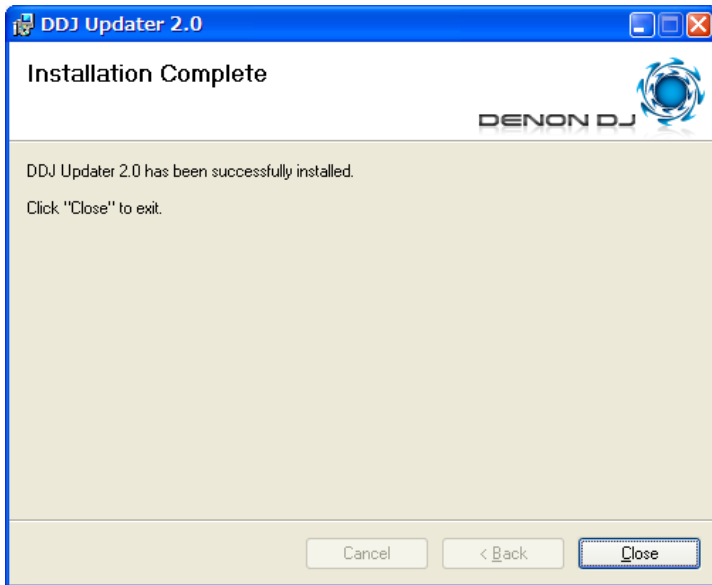 DDJ Updater 2.0
Installation Complete
DENON DJ
DDJ Updater 2.0 has been successfully installed.
Click "Close" to exit.
Cancel
< Back
Close